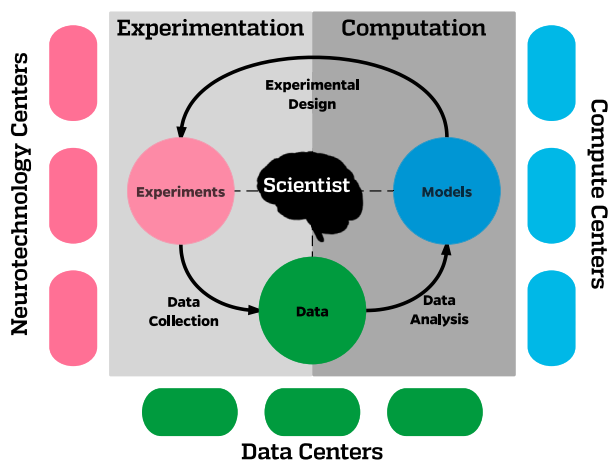 Experimentation
Computation
Experimental
Design
Neurotechnology Centers
Experiments
Scientist
Models
Compute Centers
Data
Collection
Data
Data
Analysis
Data Centers